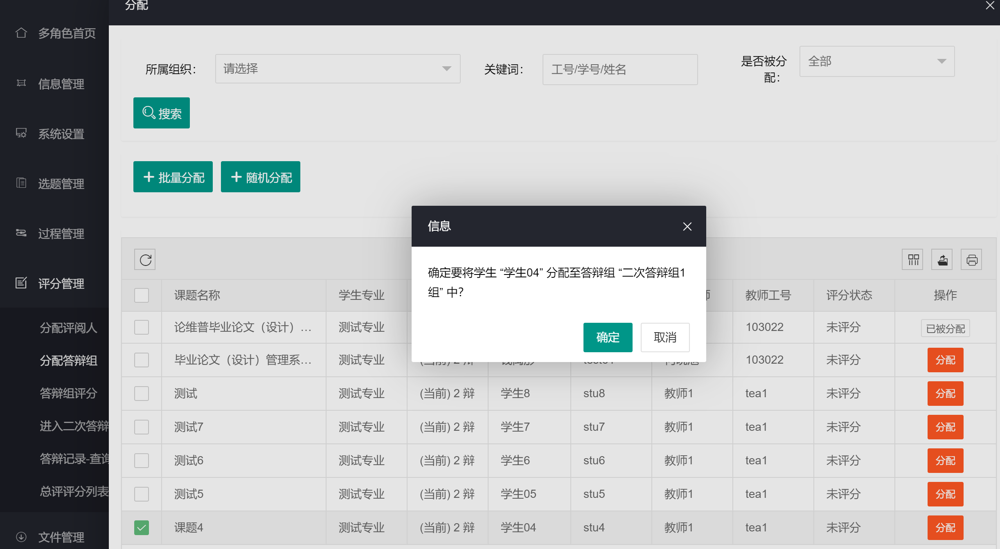 分配
多角色首页
信息管理
系统设置
选题管理
过程管理
评分管理
分配评阅人
分配答辩组
答辩组评分
进入二次答辩
答辩记录-查询
总评评分列表
文件管理
所属组织：
请选择
关键词：
工号/学号/姓名
是否被分
配：
全部
搜索
批量分配
随机分配
信息
确定要将学生 “学生04” 分配至答辩组 “二次答辩组1
组” 中？
确定
取消
课题名称 学生专业 师 教师工号 评分状态 操作
论维普毕业论文（设计）… 测试专业 103022 未评分 已被分配
毕业论文（设计）管理系… 测试专业 (当前) 2 辩 103022 未评分 分配
测试 测试专业 (当前) 2 辩 学生8 stu8 教师1 tea1 未评分 分配
测试7 测试专业 (当前) 2 辩 学生7 stu7 教师1 tea1 未评分 分配
测试6 测试专业 (当前) 2 辩 学生6 stu6 教师1 tea1 未评分 分配
测试5 测试专业 (当前) 2 辩 学生05 stu5 教师1 tea1 未评分 分配
课题4 测试专业 (当前) 2 辩 学生04 stu4 教师1 tea1 未评分 分配